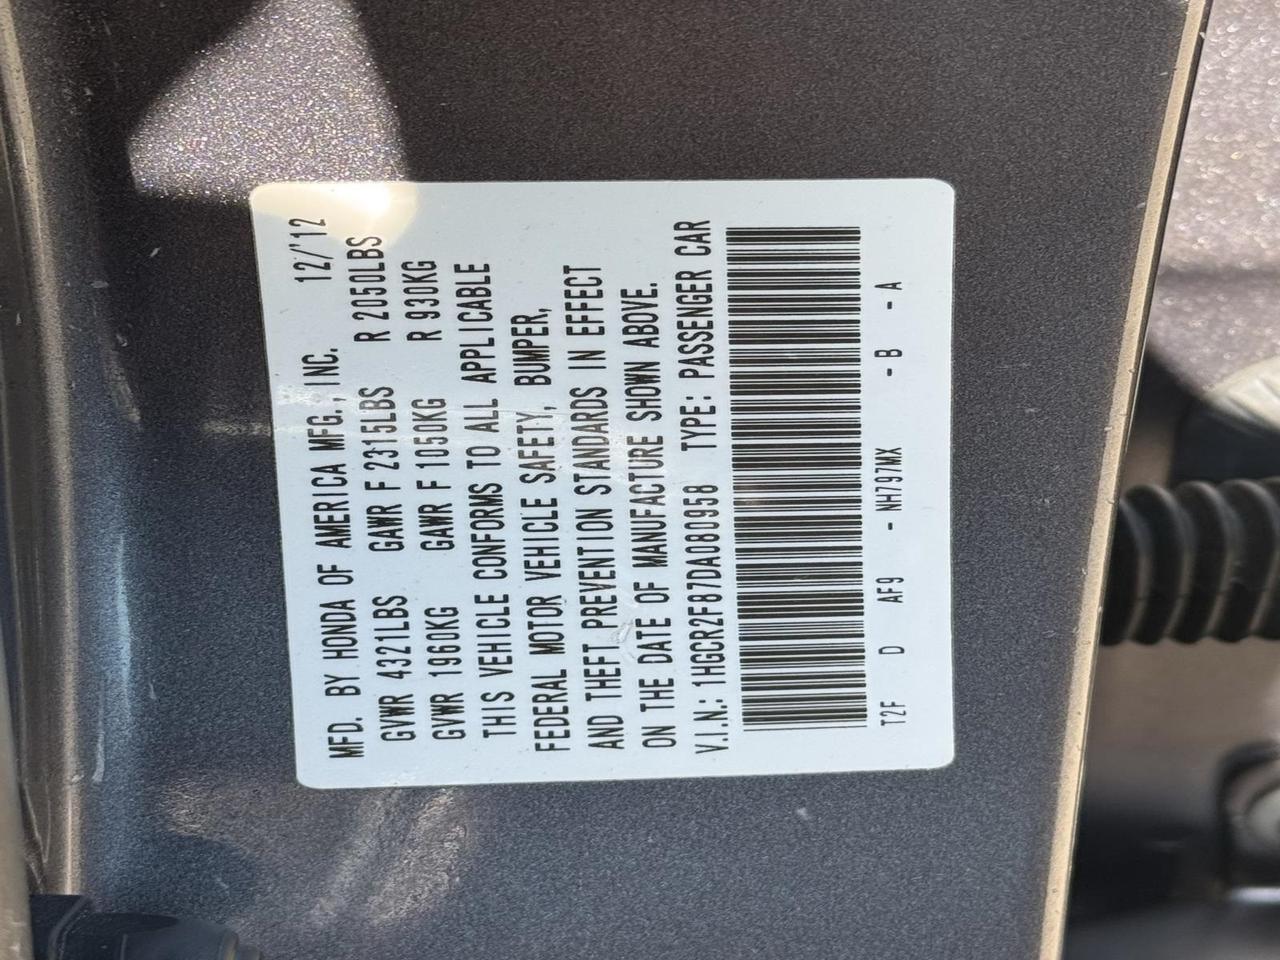 MFD. BY HONDA OF AMERICA MFG., INC. 12/'12
GVWR 4321LBS GAWR F 2315LBS R 2050LBS
GVWR 1960KG GAWR F 1050KG R 930KG
THIS VEHICLE CONFORMS TO ALL APPLICABLE
FEDERAL MOTOR VEHICLE SAFETY, BUMPER,
AND THEFT PREVENTION STANDARDS IN EFFECT
ON THE DATE OF MANUFACTURE SHOWN ABOVE.
V.I.N.: 1HGCR2F87DA080958 TYPE: PASSENGER CAR
T2F D AF9 - NH797MX - B - A